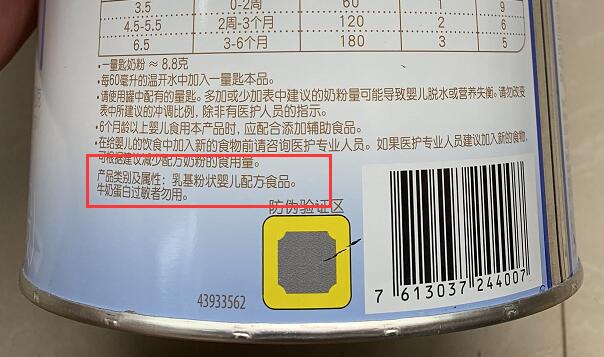 3.5 0-2周 60 1 9
4.5-5.5 2周-3个月 120 2 6
6.5 3-6个月 180 3 5
·一量匙奶粉 ≈ 8.8克
·每60毫升的温开水中加入一量匙本品。
·请使用罐中配有的量匙。多加或少加表中建议的奶粉量可能导致婴儿脱水或营养失衡。请勿改变
表中所建议的冲调比例，除非有医护人员的指示。
·6个月龄以上婴儿食用本产品时，应配合添加辅助食品。
·在给婴儿的饮食中加入新的食物前请咨询医护专业人员。如果医护专业人员建议加入新的食物，
可根据建议减少配方奶粉的食用量。
产品类别及属性：乳基粉状婴儿配方食品。
牛奶蛋白过敏者勿用。
防伪验证区
43933562
7 613037 244007